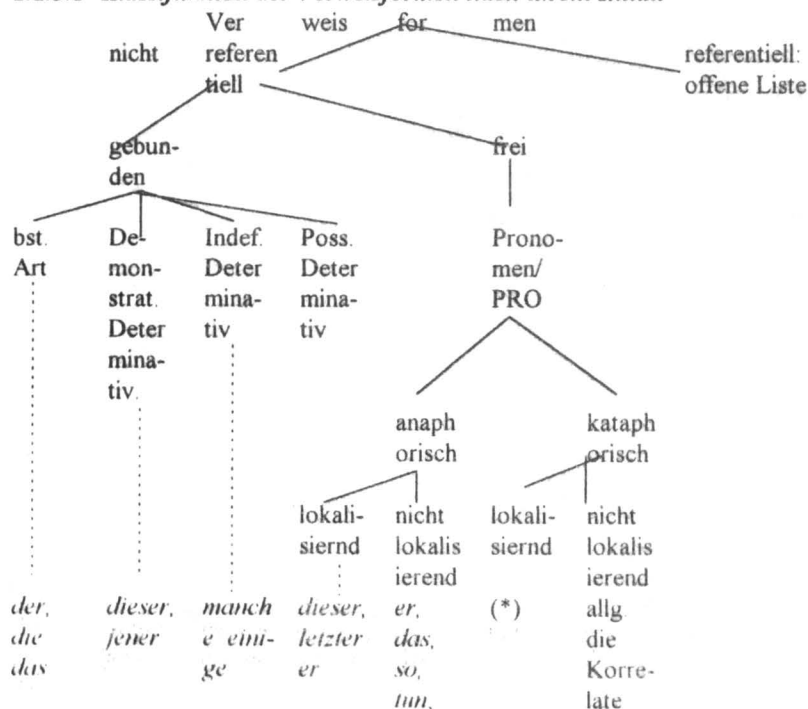 Ver weis for men
nicht referen referentiell:
tiell offene Liste
gebun- frei
den
bst. De- Indef. Poss. Prono-
Art mon- Deter Deter men/
strat. mina- mina- PRO
Deter tiv tiv
mina-
tiv.
anaph kataph
orisch orisch
lokali- nicht lokali- nicht
siernd lokalis siernd lokalis
ierend ierend
der, dieser, manch dieser, er, (*) allg.
die jener e eini- letzter das, die
das ge er so, Korre-
tun, late